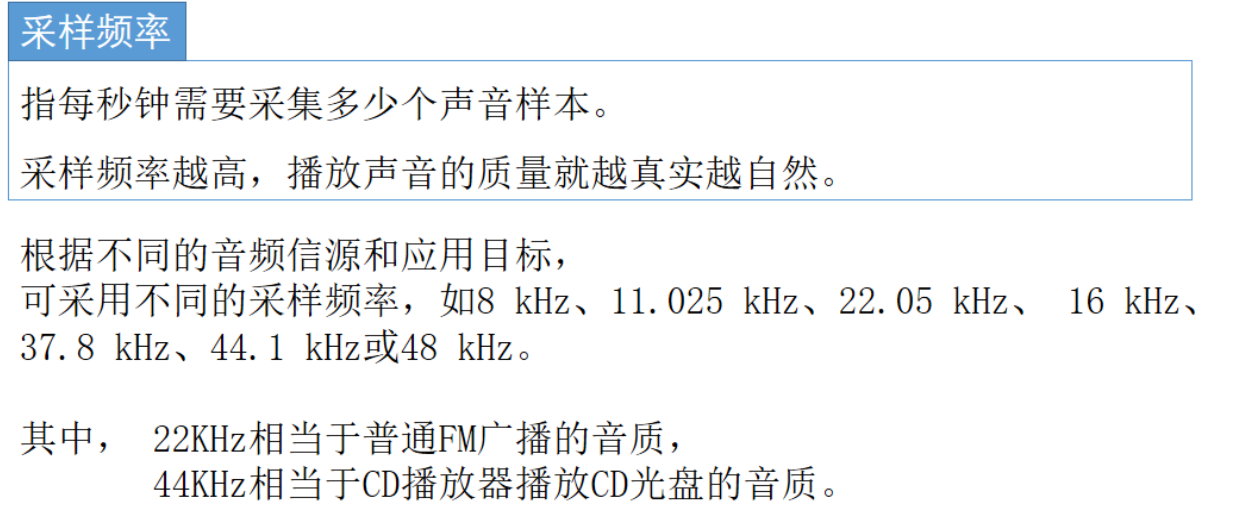 采样频率
指每秒钟需要采集多少个声音样本。
采样频率越高，播放声音的质量就越真实越自然。
根据不同的音频信源和应用目标，
可采用不同的采样频率，如8 kHz、11.025 kHz、22.05 kHz、 16 kHz、
37.8 kHz、44.1 kHz或48 kHz。
其中， 22KHz相当于普通FM广播的音质，
44KHz相当于CD播放器播放CD光盘的音质。